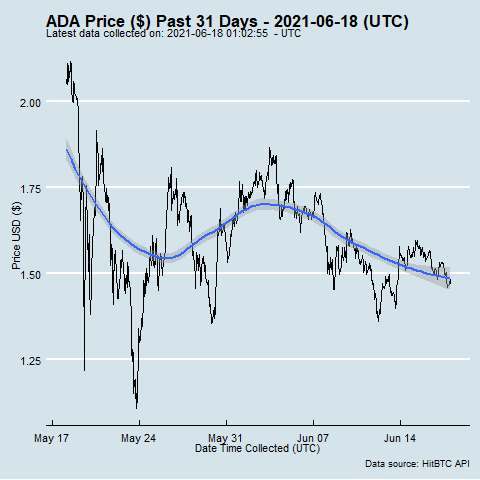 ADA Price ($) Past 31 Days - 2021-06-18 (UTC)
Latest data collected on: 2021-06-18 01:02:55 - UTC
Price USD ($)
2.00
1.75
1.50
1.25
May 17
May 24
May 31
Jun 07
Jun 14
Date Time Collected (UTC)
Data source: HitBTC API